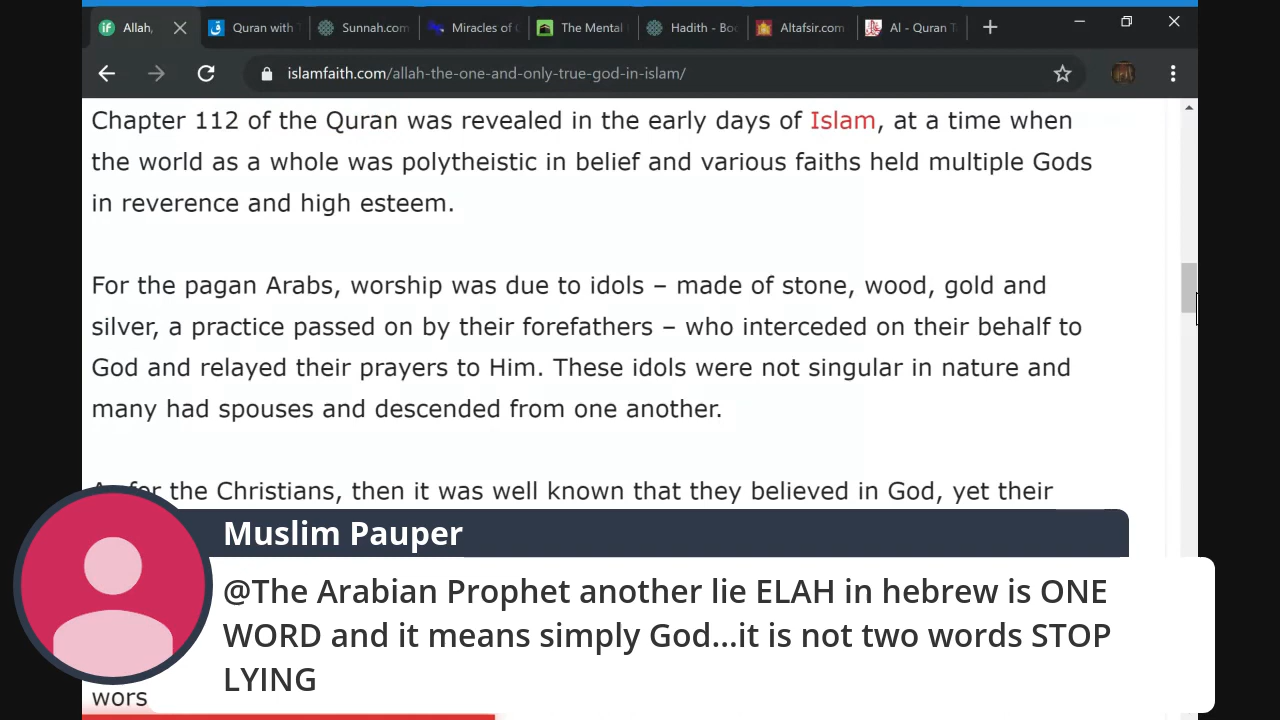 Allah,
Quran with
Sunnah.com
Miracles of
The Mental
Hadith - Boo
Altafsir.com
Al - Quran T
islamfaith.com/allah-the-one-and-only-true-god-in-islam/
Chapter 112 of the Quran was revealed in the early days of Islam, at a time when
the world as a whole was polytheistic in belief and various faiths held multiple Gods
in reverence and high esteem.
For the pagan Arabs, worship was due to idols – made of stone, wood, gold and
silver, a practice passed on by their forefathers – who interceded on their behalf to
God and relayed their prayers to Him. These idols were not singular in nature and
many had spouses and descended from one another.
for the Christians, then it was well known that they believed in God, yet their
Muslim Pauper
@The Arabian Prophet another lie ELAH in hebrew is ONE
WORD and it means simply God...it is not two words STOP
LYING
wors